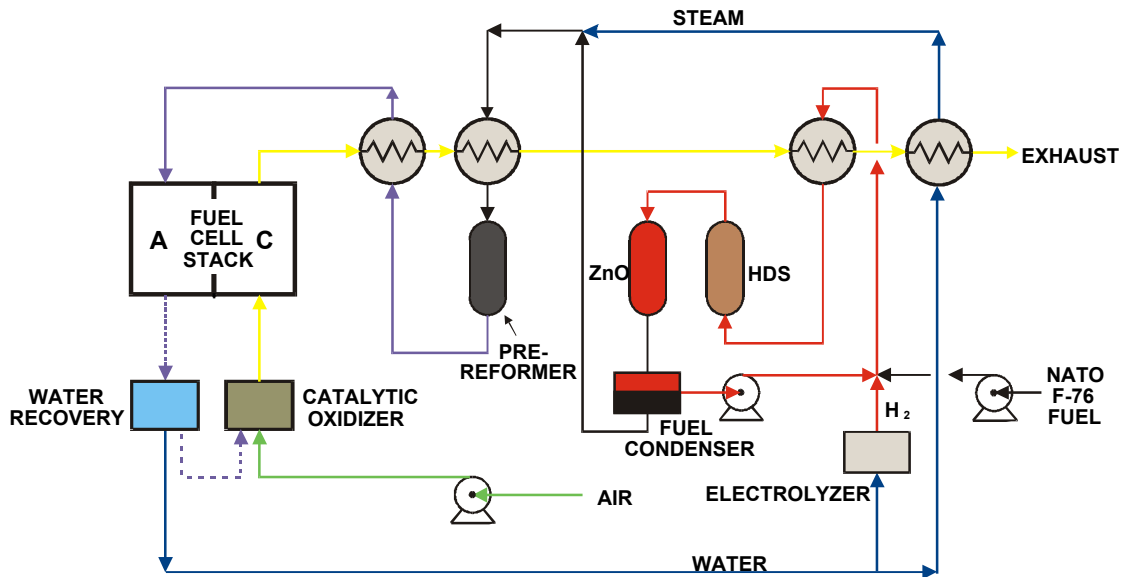 STEAM
EXHAUST
A
FUEL
CELL
STACK
C
ZnO
HDS
PRE-
REFORMER
WATER
RECOVERY
CATALYTIC
OXIDIZER
FUEL
CONDENSER
H₂
NATO
F-76
FUEL
ELECTROLYZER
AIR
WATER